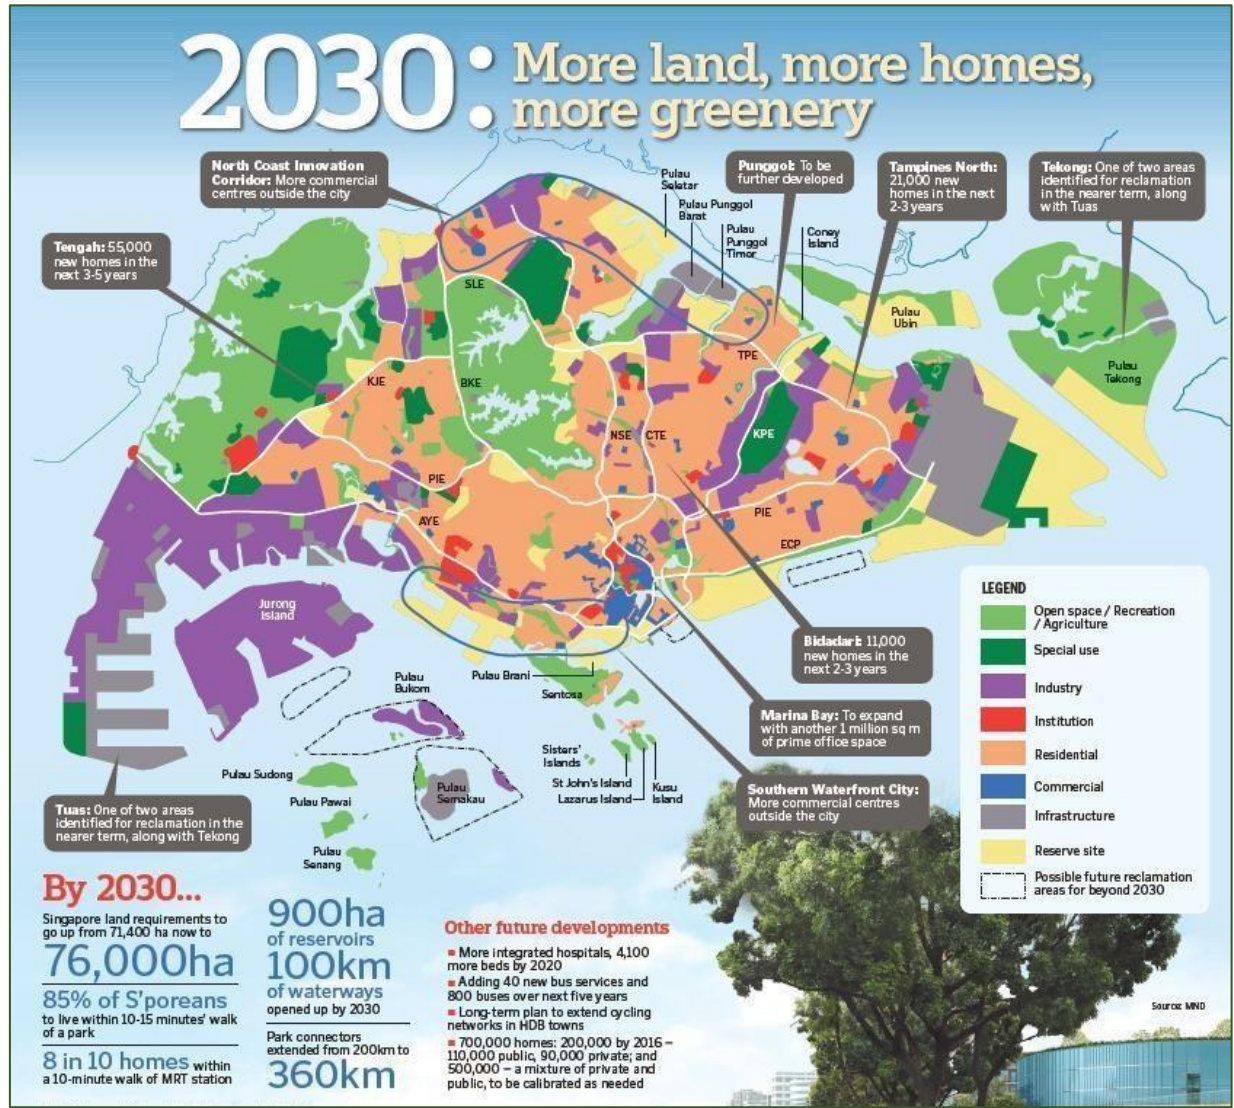 2030:
More land, more homes,
more greenery
North Coast Innovation
Corridor: More commercial
centres outside the city
Pulau
Seletar
Punggol: To be
further developed
Tampines North:
21,000 new
homes in the next
2-3 years
Tekong: One of two areas
identified for reclamation
in the nearer term, along
with Tuas
Pulau Punggol
Barat
Pulau
Punggol
Timor
Coney
Island
Tengah: 55,000
new homes in the
next 3-5 years
SLE
Pulau
Ubin
TPE
Pulau
Tekong
KJE
BKE
NSE
CTE
KPE
PIE
PIE
AYE
ECP
Jurong
Island
LEGEND
Open space / Recreation
/ Agriculture
Special use
Industry
Institution
Residential
Commercial
Infrastructure
Reserve site
Possible future reclamation
areas for beyond 2030
Bidadari: 11,000
new homes in the
next 2-3 years
Pulau Brani
Pulau
Bukom
Sentosa
Marina Bay: To expand
with another 1 million sq m
of prime office space
Sisters'
Islands
St John's Island
Lazarus Island
Kusu
Island
Pulau Sudong
Pulau
Semakau
Pulau Pawai
Pulau
Senang
Southern Waterfront City:
More commercial centres
outside the city
Tuas: One of two areas
identified for reclamation in the
nearer term, along with Tekong
By 2030...
Singapore land requirements to
go up from 71,400 ha now to
76,000ha
85% of S'poreans
to live within 10-15 minutes' walk
of a park
8 in 10 homes within
a 10-minute walk of MRT station
900ha
of reservoirs
100km
of waterways
opened up by 2030
Park connectors
extended from 200km to
360km
Other future developments
More integrated hospitals, 4,100
more beds by 2020
Adding 40 new bus services and
800 buses over next five years
Long-term plan to extend cycling
networks in HDB towns
700,000 homes: 200,000 by 2016 –
110,000 public, 90,000 private; and
500,000 – a mixture of private and
public, to be calibrated as needed
Source: MND